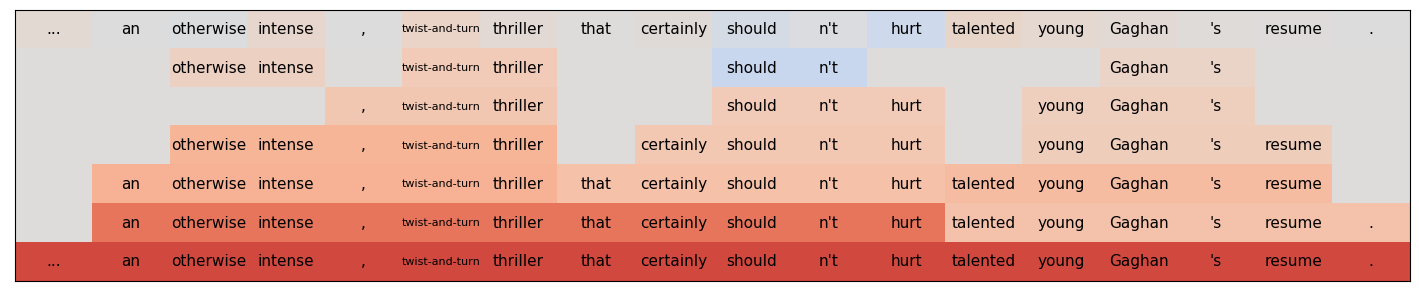 ... an otherwise intense , twist-and-turn thriller that certainly should n't hurt talented young Gaghan 's resume .
otherwise intense twist-and-turn thriller should n't Gaghan 's
, twist-and-turn thriller should n't hurt young Gaghan 's
otherwise intense , twist-and-turn thriller certainly should n't hurt young Gaghan 's resume
an otherwise intense , twist-and-turn thriller that certainly should n't hurt talented young Gaghan 's resume
an otherwise intense , twist-and-turn thriller that certainly should n't hurt talented young Gaghan 's resume .
... an otherwise intense , twist-and-turn thriller that certainly should n't hurt talented young Gaghan 's resume .